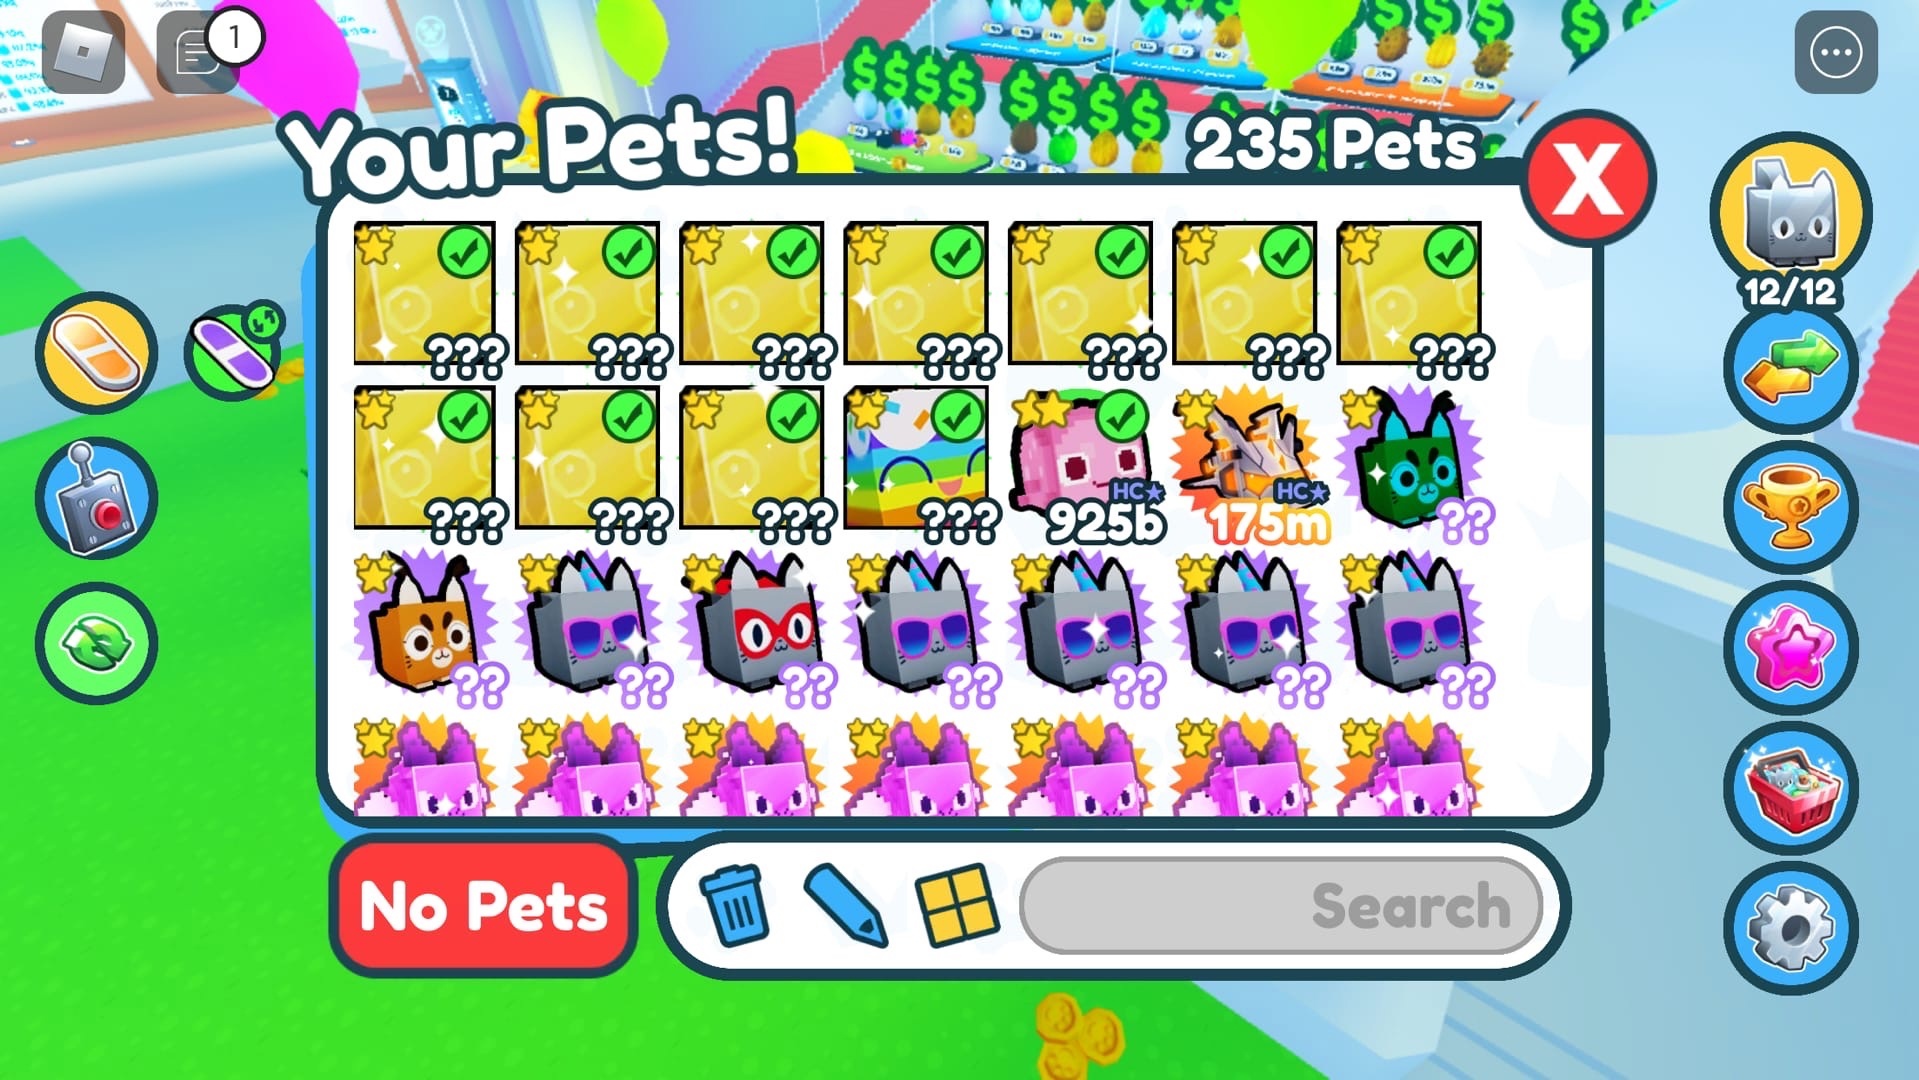 1
Your Pets!
235 Pets
X
??? ??? ??? ??? ??? ??? ???
12/12
??? ??? ??? ??? HC★ 925b HC★ 175m ??
?? ?? ?? ?? ?? ?? ??
No Pets
Search